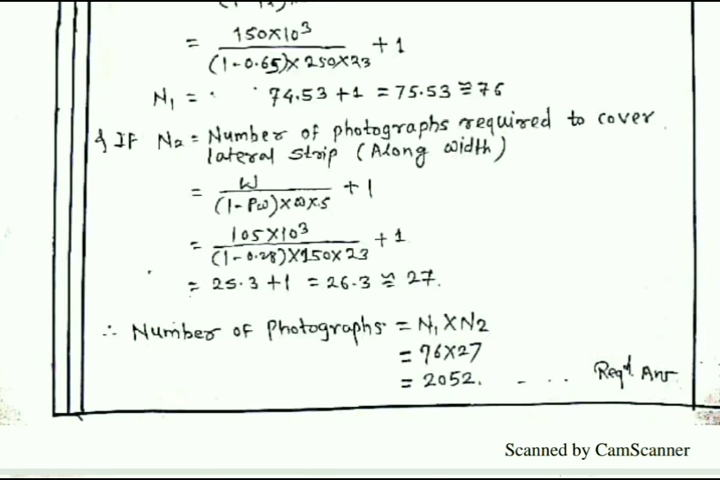 = 150×10³ / (1-0.65)×250×23 + 1
N₁ = 74.53 + 1 = 75.53 ≅ 76
& IF N₂ = Number of photographs required to cover
lateral strip (Along width)
= W / (1-Pw)×w×s + 1
= 105×10³ / (1-0.28)×150×23 + 1
= 25.3 + 1 = 26.3 ≅ 27.
∴ Number of Photographs = N₁ × N₂
= 76×27
= 2052. - . . . Reqᵈ Ans
Scanned by CamScanner